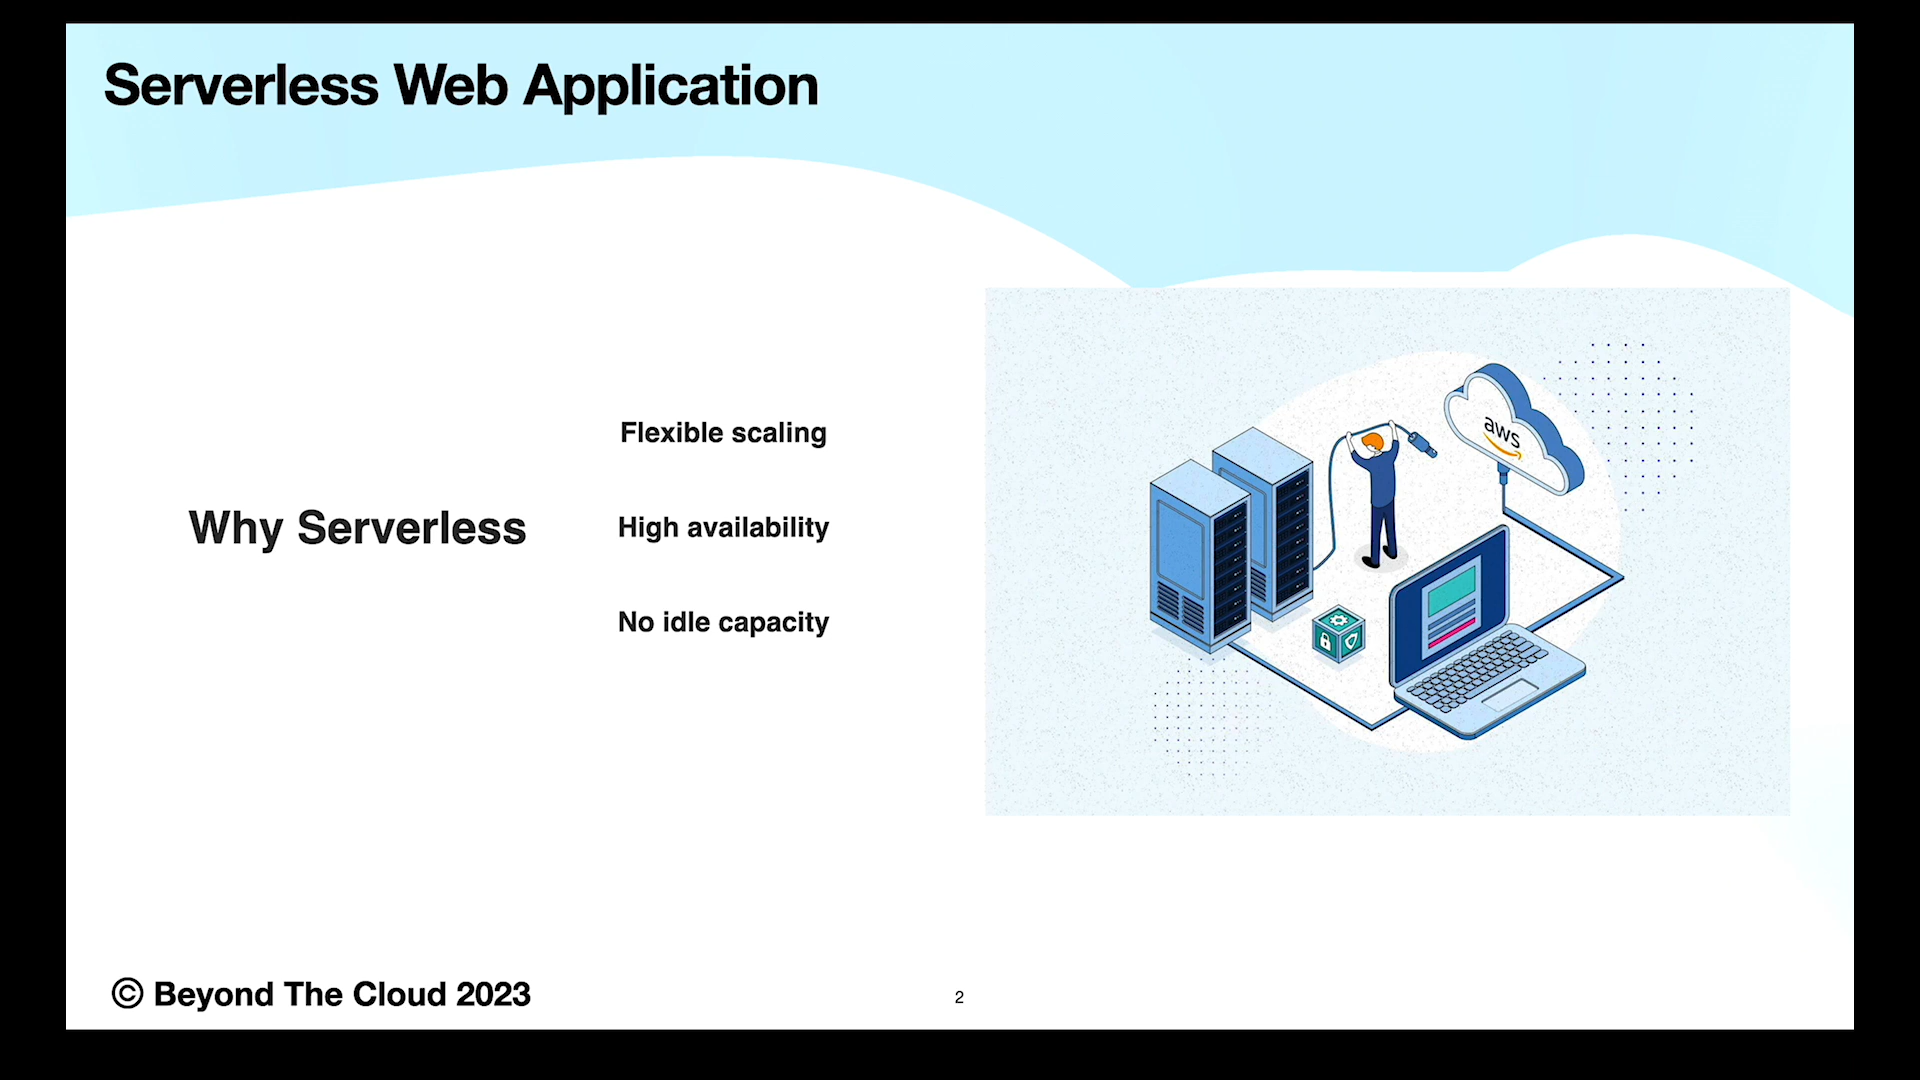 Serverless Web Application
Why Serverless
Flexible scaling
High availability
No idle capacity
aws
© Beyond The Cloud 2023
2